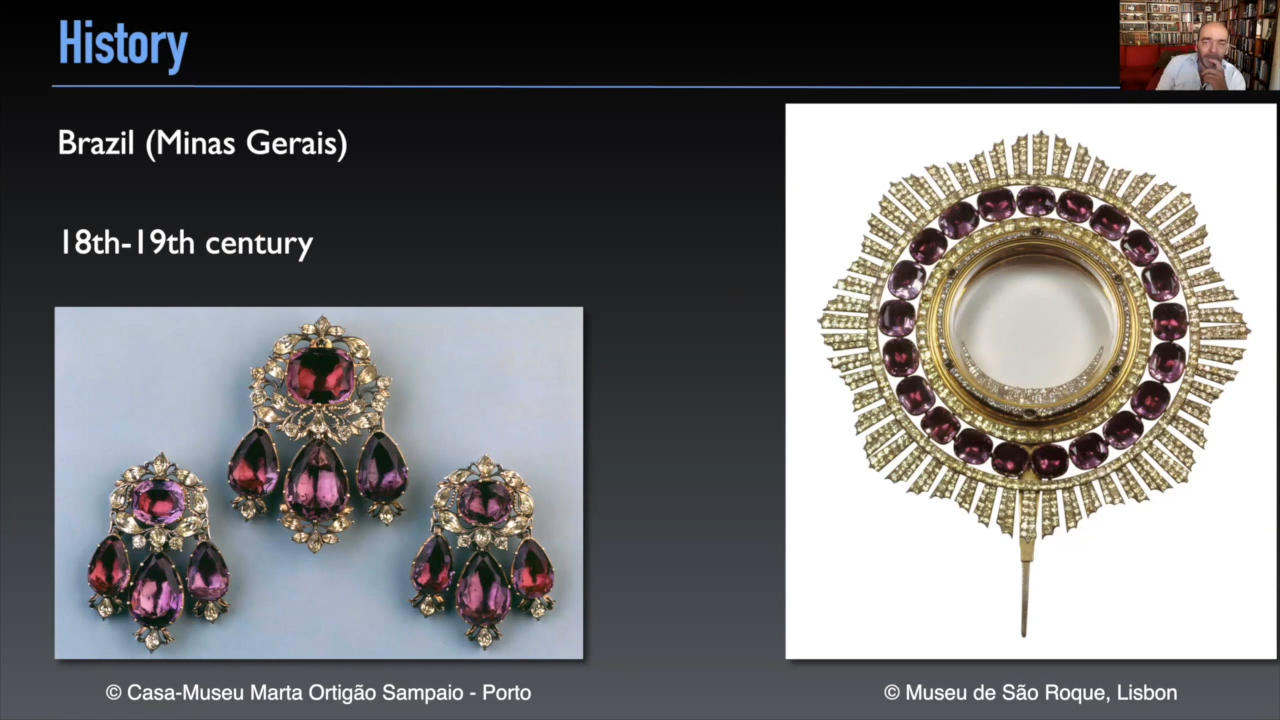 History
Brazil (Minas Gerais)
18th-19th century
© Casa-Museu Marta Ortigão Sampaio - Porto
© Museu de São Roque, Lisbon